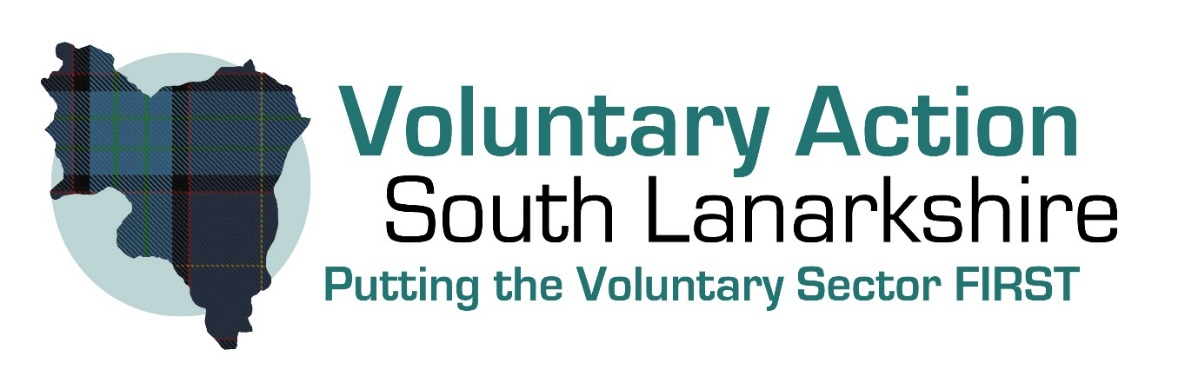 Voluntary Action
South Lanarkshire
Putting the Voluntary Sector FIRST